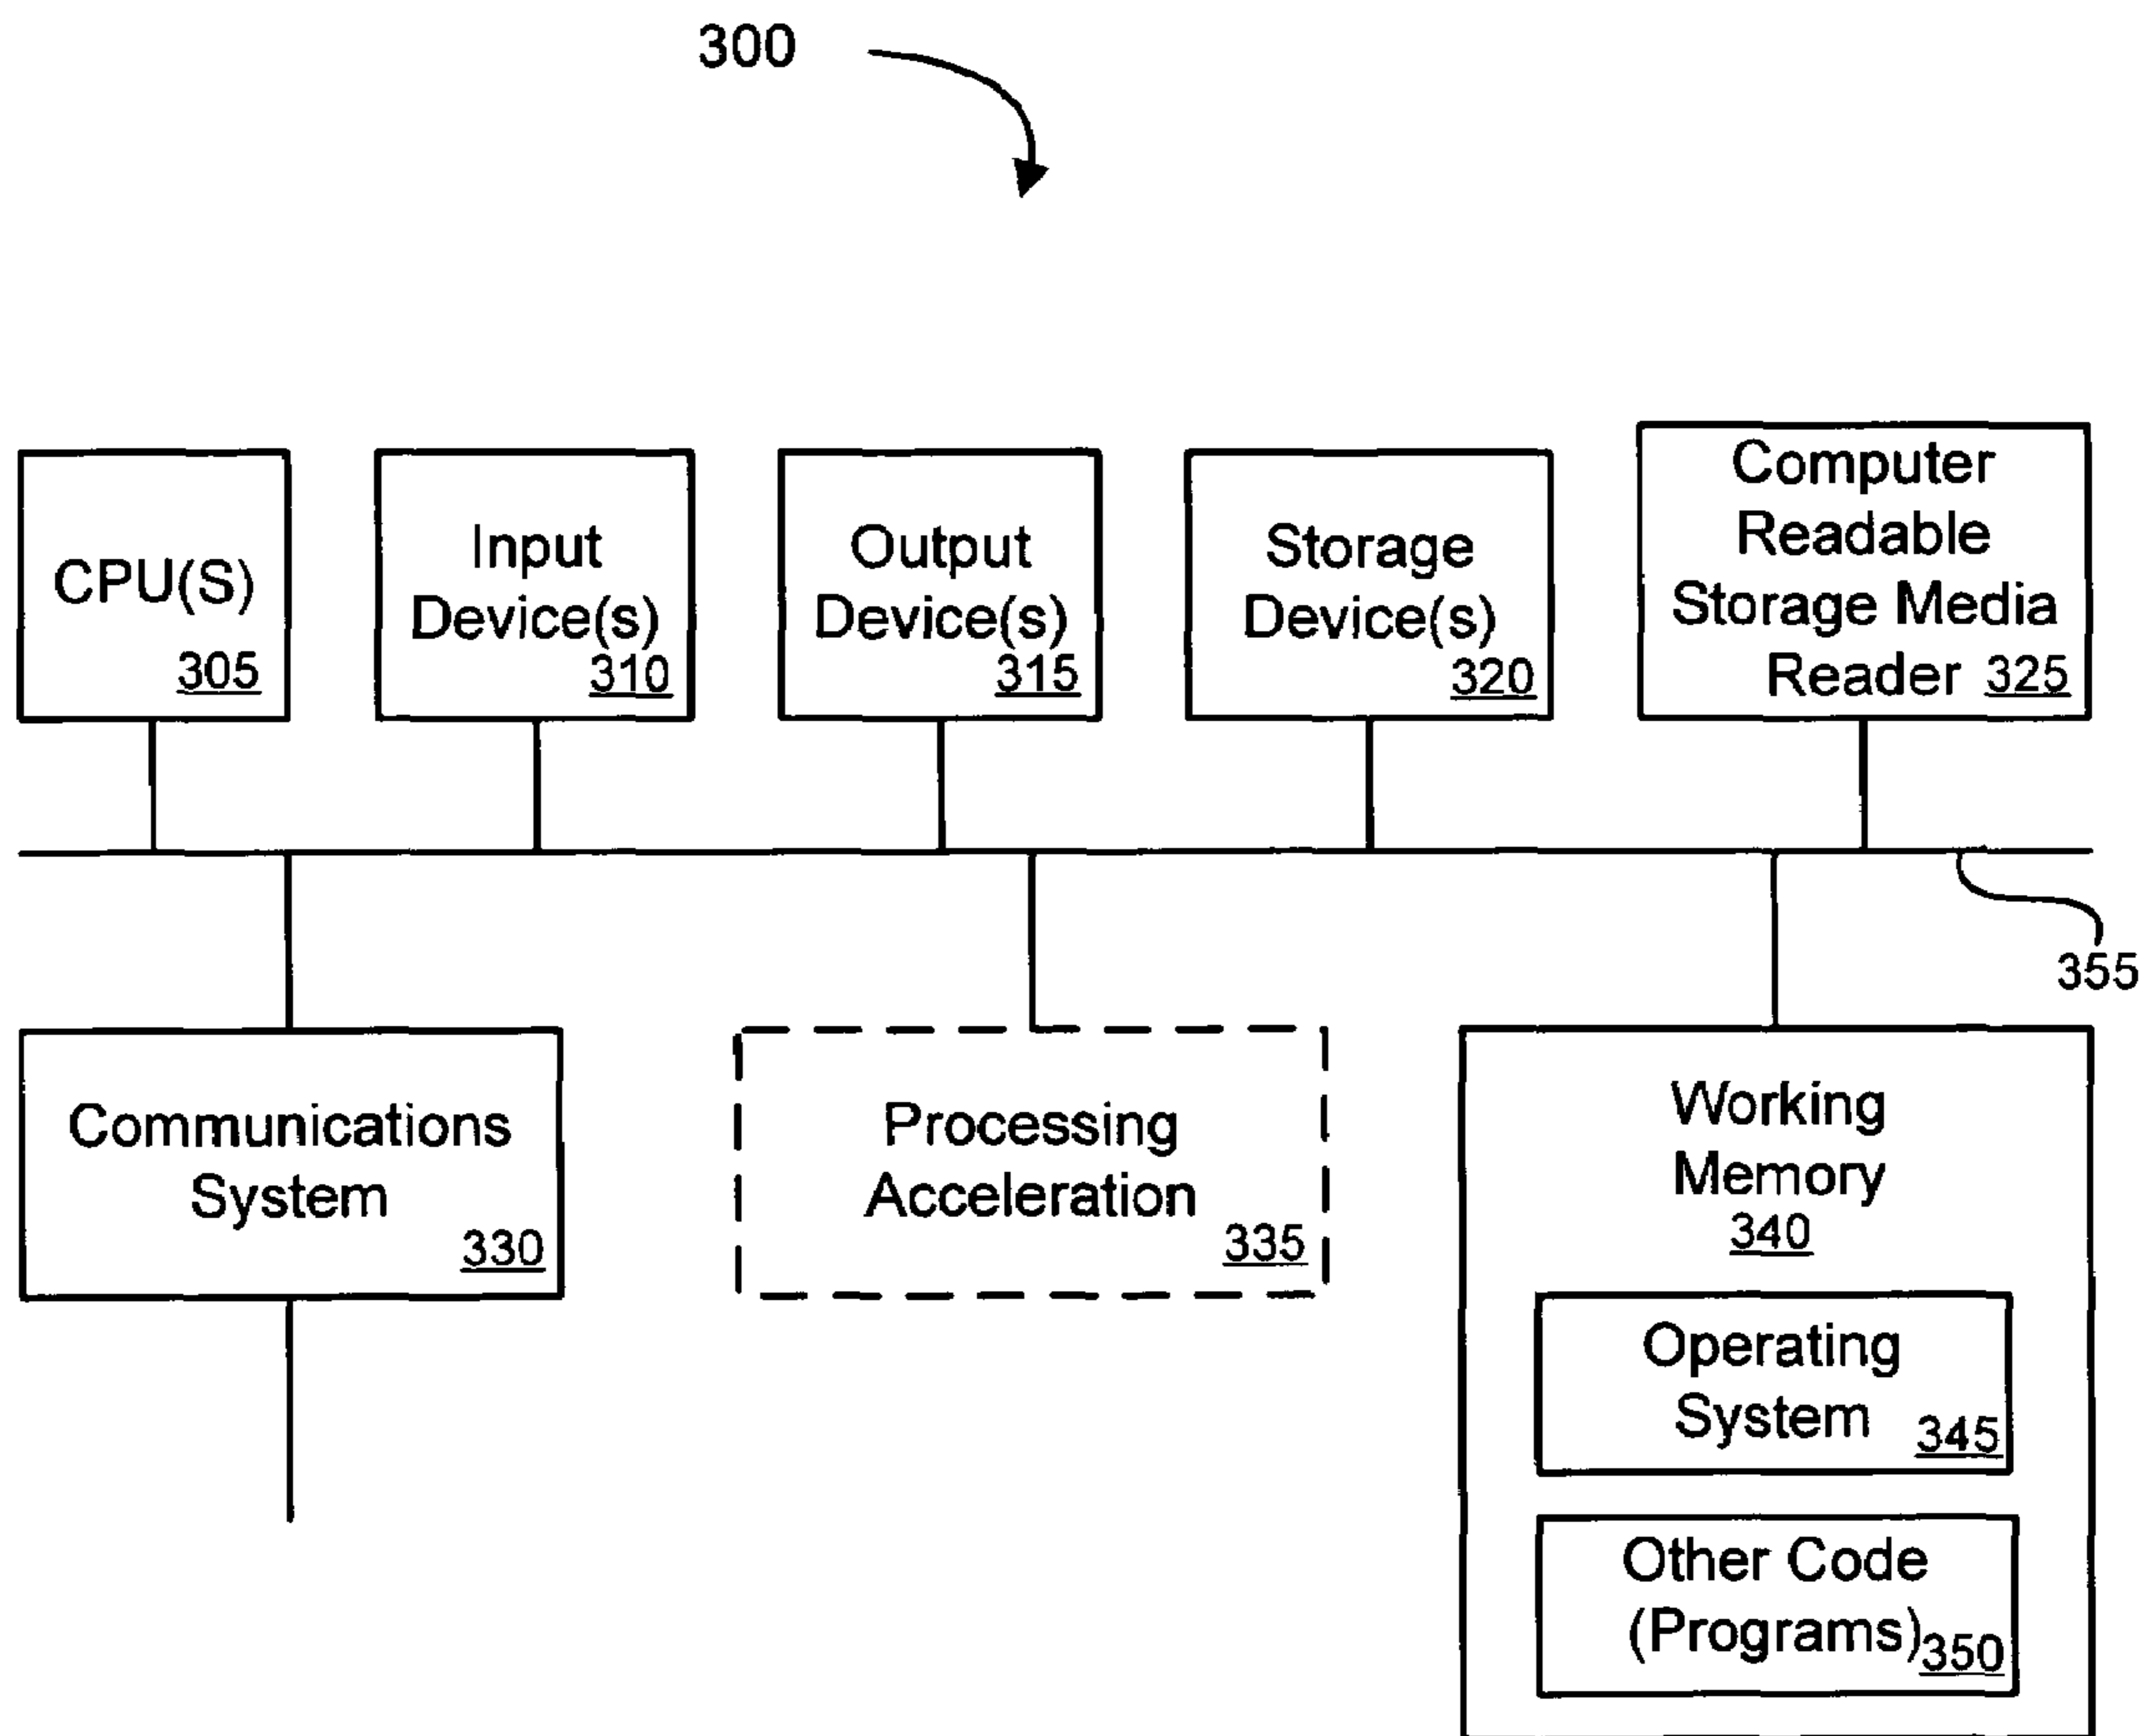 300
CPU(S)
305
Input
Device(s)
310
Output
Device(s)
315
Storage
Device(s)
320
Computer
Readable
Storage Media
Reader 325
355
Communications
System
330
Processing
Acceleration
335
Working
Memory
340
Operating
System
345
Other Code
(Programs)
350